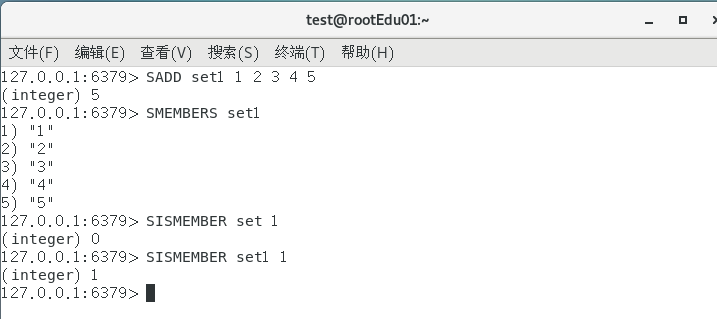 test@rootEdu01:~
文件(F) 编辑(E) 查看(V) 搜索(S) 终端(T) 帮助(H)
127.0.0.1:6379> SADD set1 1 2 3 4 5
(integer) 5
127.0.0.1:6379> SMEMBERS set1
1) "1"
2) "2"
3) "3"
4) "4"
5) "5"
127.0.0.1:6379> SISMEMBER set 1
(integer) 0
127.0.0.1:6379> SISMEMBER set1 1
(integer) 1
127.0.0.1:6379>